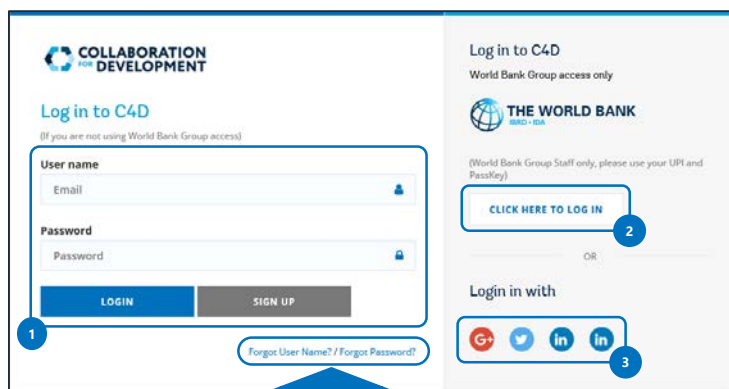 COLLABORATION
FOR DEVELOPMENT
Log in to C4D
(If you are not using World Bank Group access)
User name
Email
Password
Password
LOGIN
SIGN UP
1
Forgot User Name? / Forgot Password?
Log in to C4D
World Bank Group access only
THE WORLD BANK
IBRD • IDA
(World Bank Group Staff only, please use your UPI and
PassKey)
CLICK HERE TO LOG IN
2
OR
Login in with
G+
in
in
3